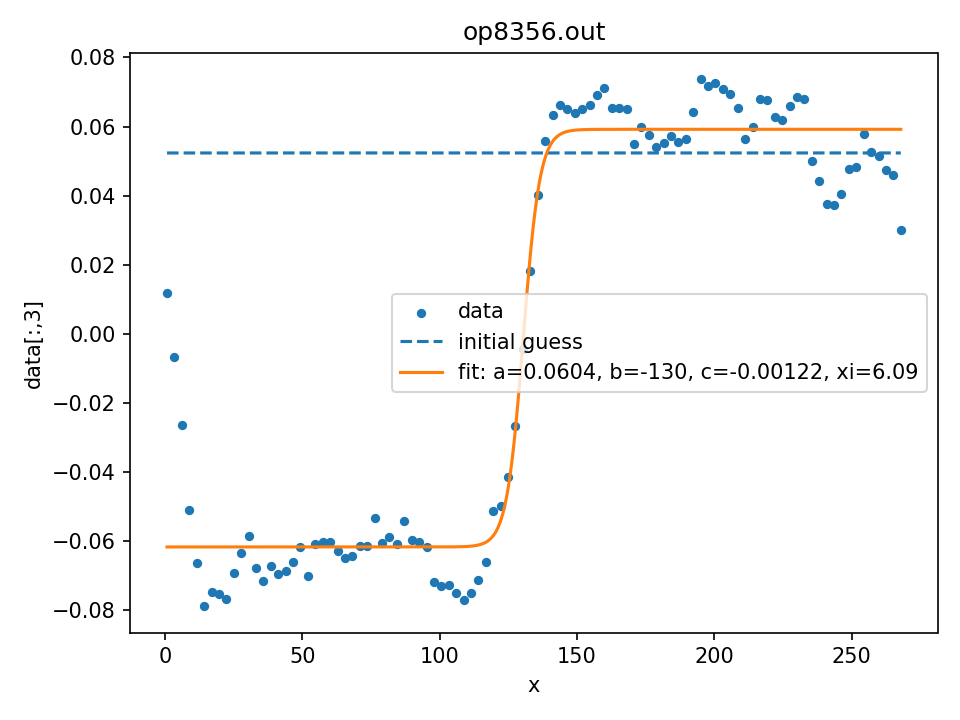 op8356.out
0.08
0.06
0.04
0.02
0.00
−0.02
−0.04
−0.06
−0.08
data[:,3]
data
initial guess
fit: a=0.0604, b=-130, c=-0.00122, xi=6.09
0 50 100 150 200 250
x